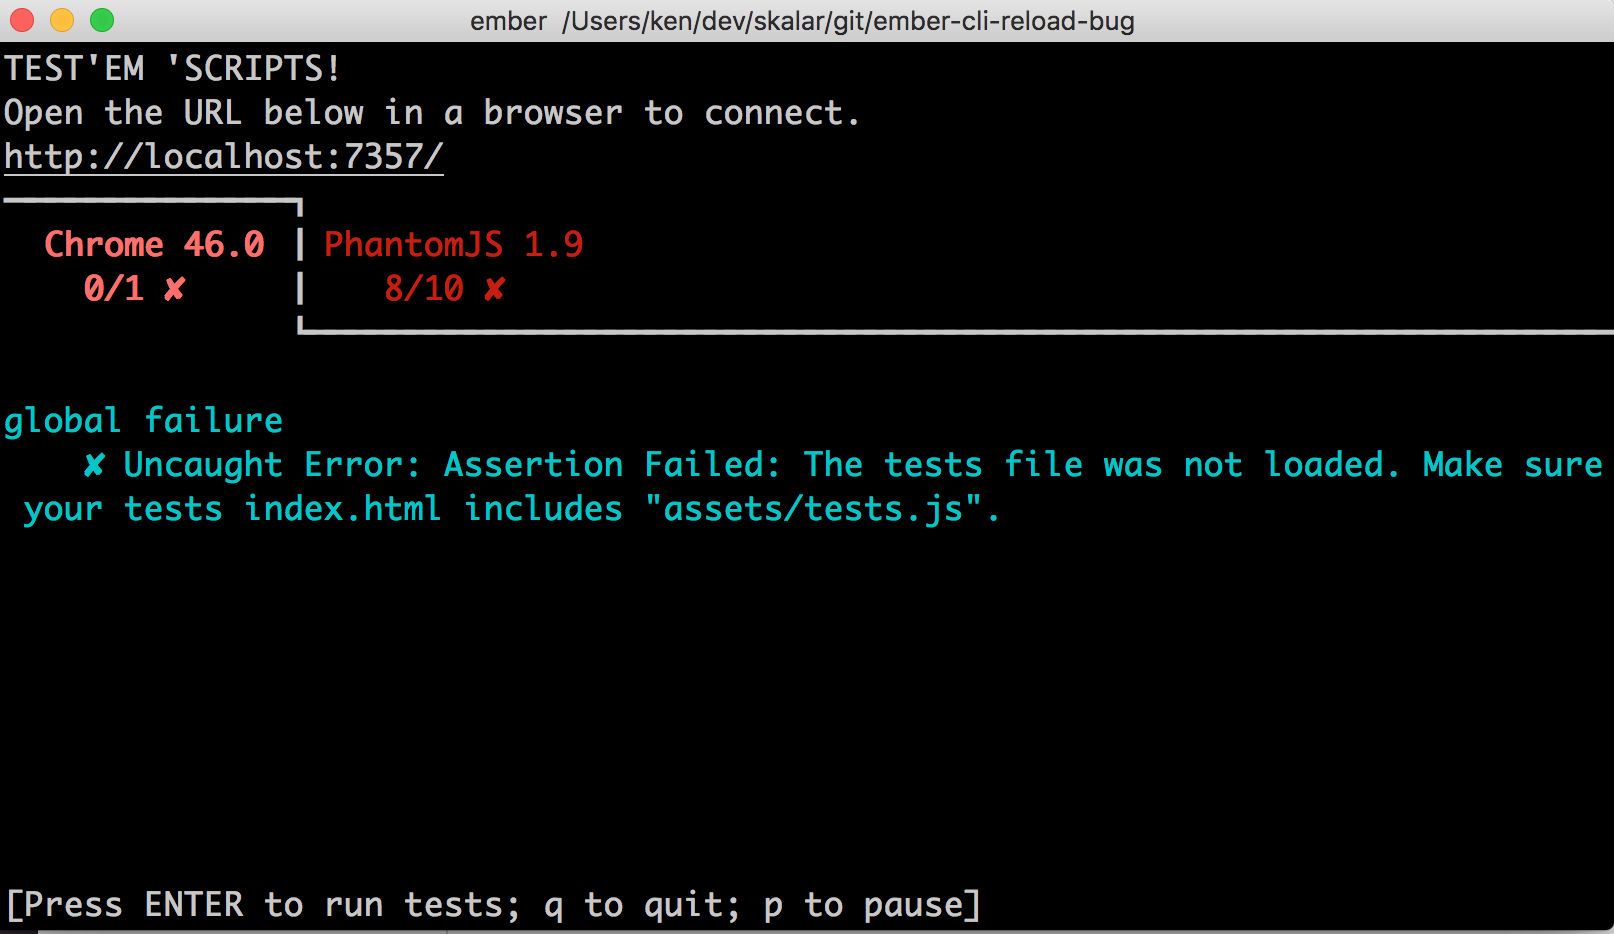 ember /Users/ken/dev/skalar/git/ember-cli-reload-bug
TEST'EM 'SCRIPTS!
Open the URL below in a browser to connect.
http://localhost:7357/
Chrome 46.0 PhantomJS 1.9
0/1 ✘ 8/10 ✘
global failure
✘ Uncaught Error: Assertion Failed: The tests file was not loaded. Make sure
your tests index.html includes "assets/tests.js".
[Press ENTER to run tests; q to quit; p to pause]